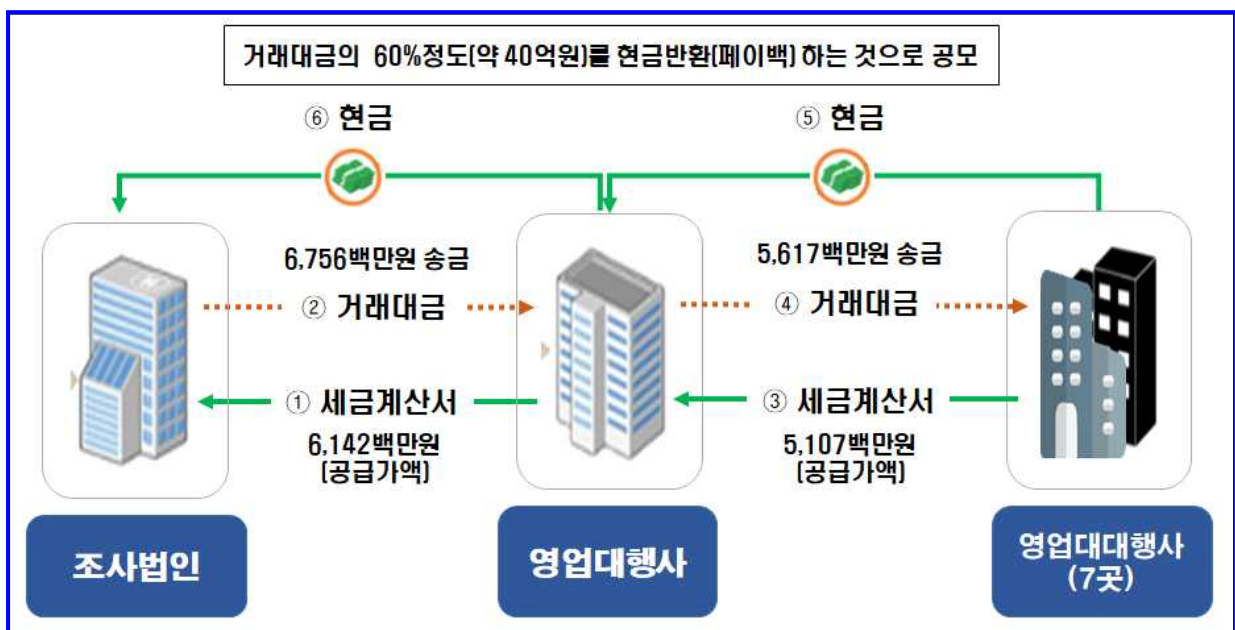 거래대금의 60%정도(약 40억원)를 현금반환(페이백) 하는 것으로 공모
⑥ 현금
⑤ 현금
6,756백만원 송금
② 거래대금
5,617백만원 송금
④ 거래대금
① 세금계산서
6,142백만원
(공급가액)
③ 세금계산서
5,107백만원
(공급가액)
조사법인
영업대행사
영업대대행사
(7곳)